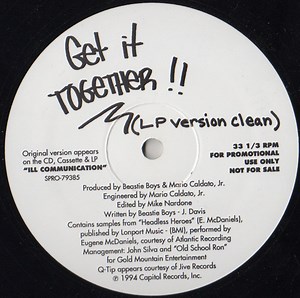 Get it
TOGETHER !!
(LP version clean)
Original version appears
on the CD, Cassette & LP
"ILL COMMUNICATION"
SPRO-79385
33 1/3 RPM
FOR PROMOTIONAL
USE ONLY
NOT FOR SALE
Produced by Beastie Boys & Mario Caldato, Jr.
Engineered by Mario Caldato, Jr.
Edited by Mike Nardone
Written by Beastie Boys - J. Davis
Contains samples from "Headless Heroes" (E. McDaniels),
published by Lonport Music - (BMI), performed by
Eugene McDaniels, courtesy of Atlantic Recording
Management: John Silva and "Old School Ron"
for Gold Mountain Entertainment
Q-Tip appears courtesy of Jive Records
℗ 1994 Capitol Records, Inc.